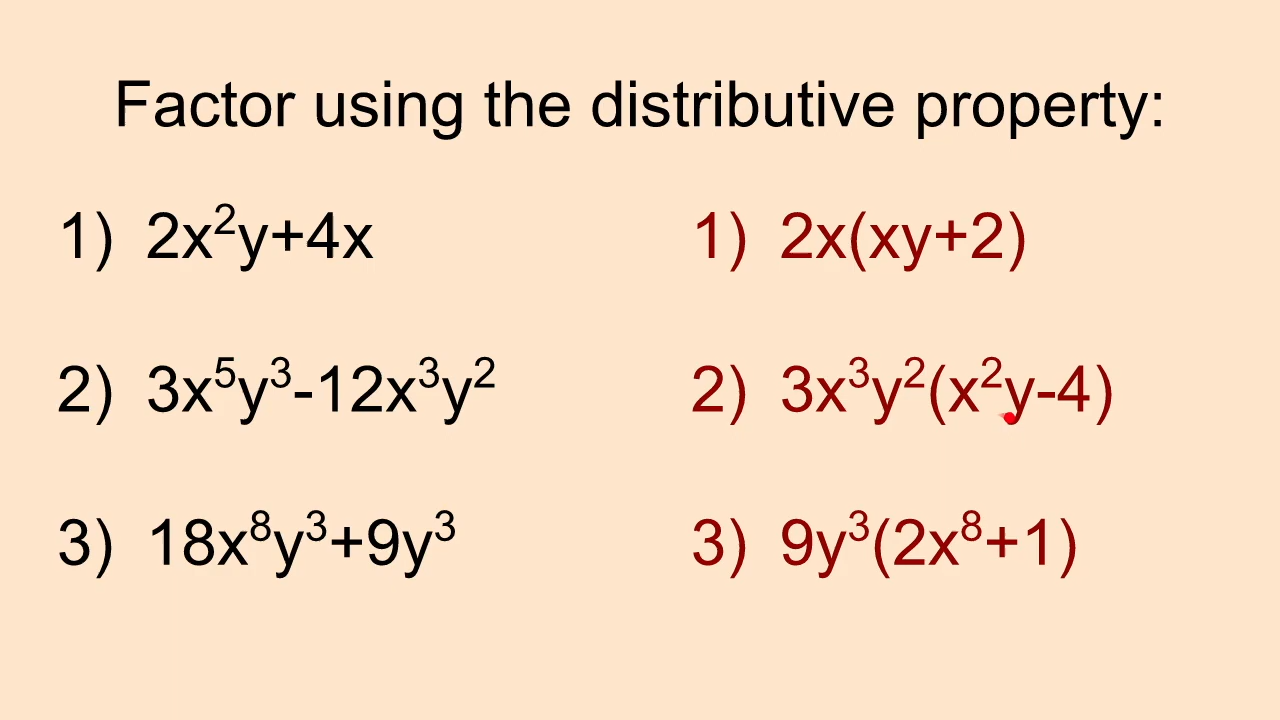 Factor using the distributive property:
1) 2x²y+4x
1) 2x(xy+2)
2) 3x⁵y³-12x³y²
2) 3x³y²(x²y-4)
3) 18x⁸y³+9y³
3) 9y³(2x⁸+1)